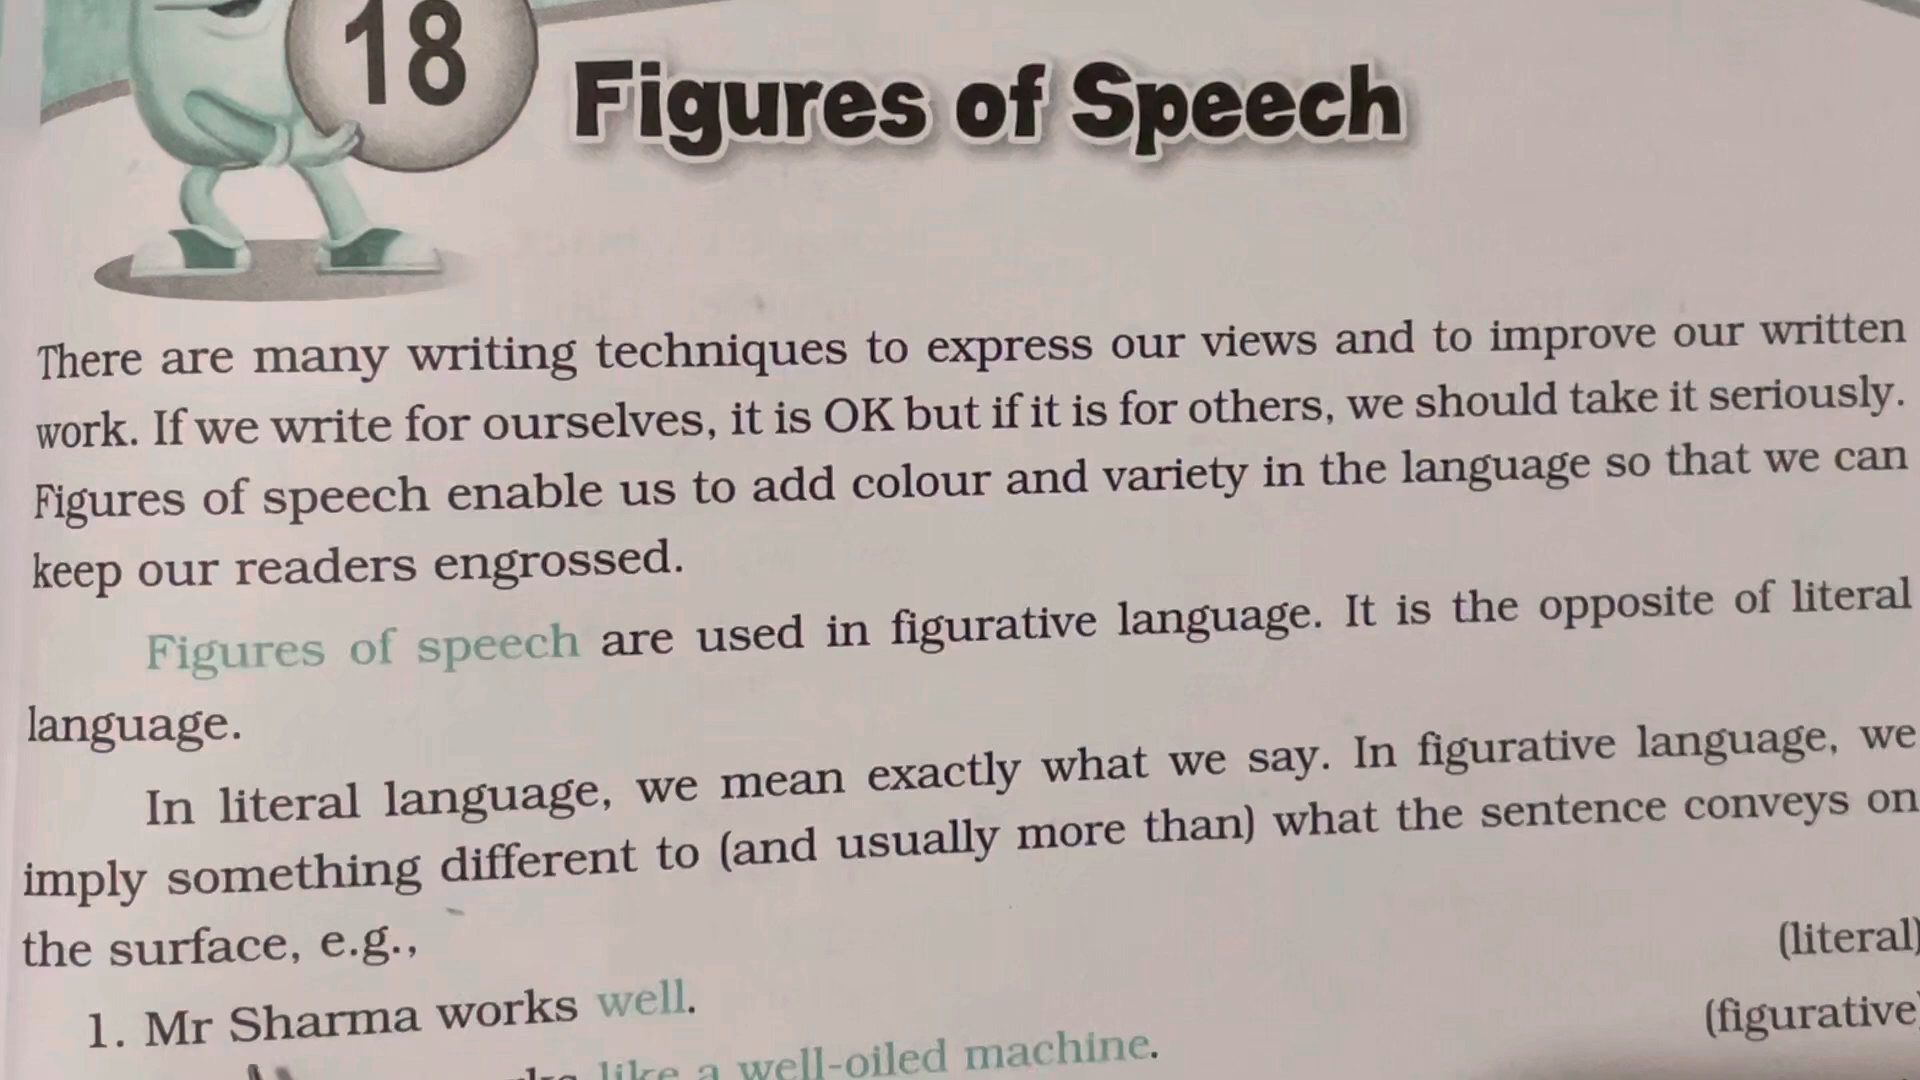 18
Figures of Speech
There are many writing techniques to express our views and to improve our written
work. If we write for ourselves, it is OK but if it is for others, we should take it seriously.
Figures of speech enable us to add colour and variety in the language so that we can
keep our readers engrossed.
Figures of speech are used in figurative language. It is the opposite of literal
language.
In literal language, we mean exactly what we say. In figurative language, we
imply something different to (and usually more than) what the sentence conveys on
the surface, e.g.,
1. Mr Sharma works well. (literal)
like a well-oiled machine. (figurative